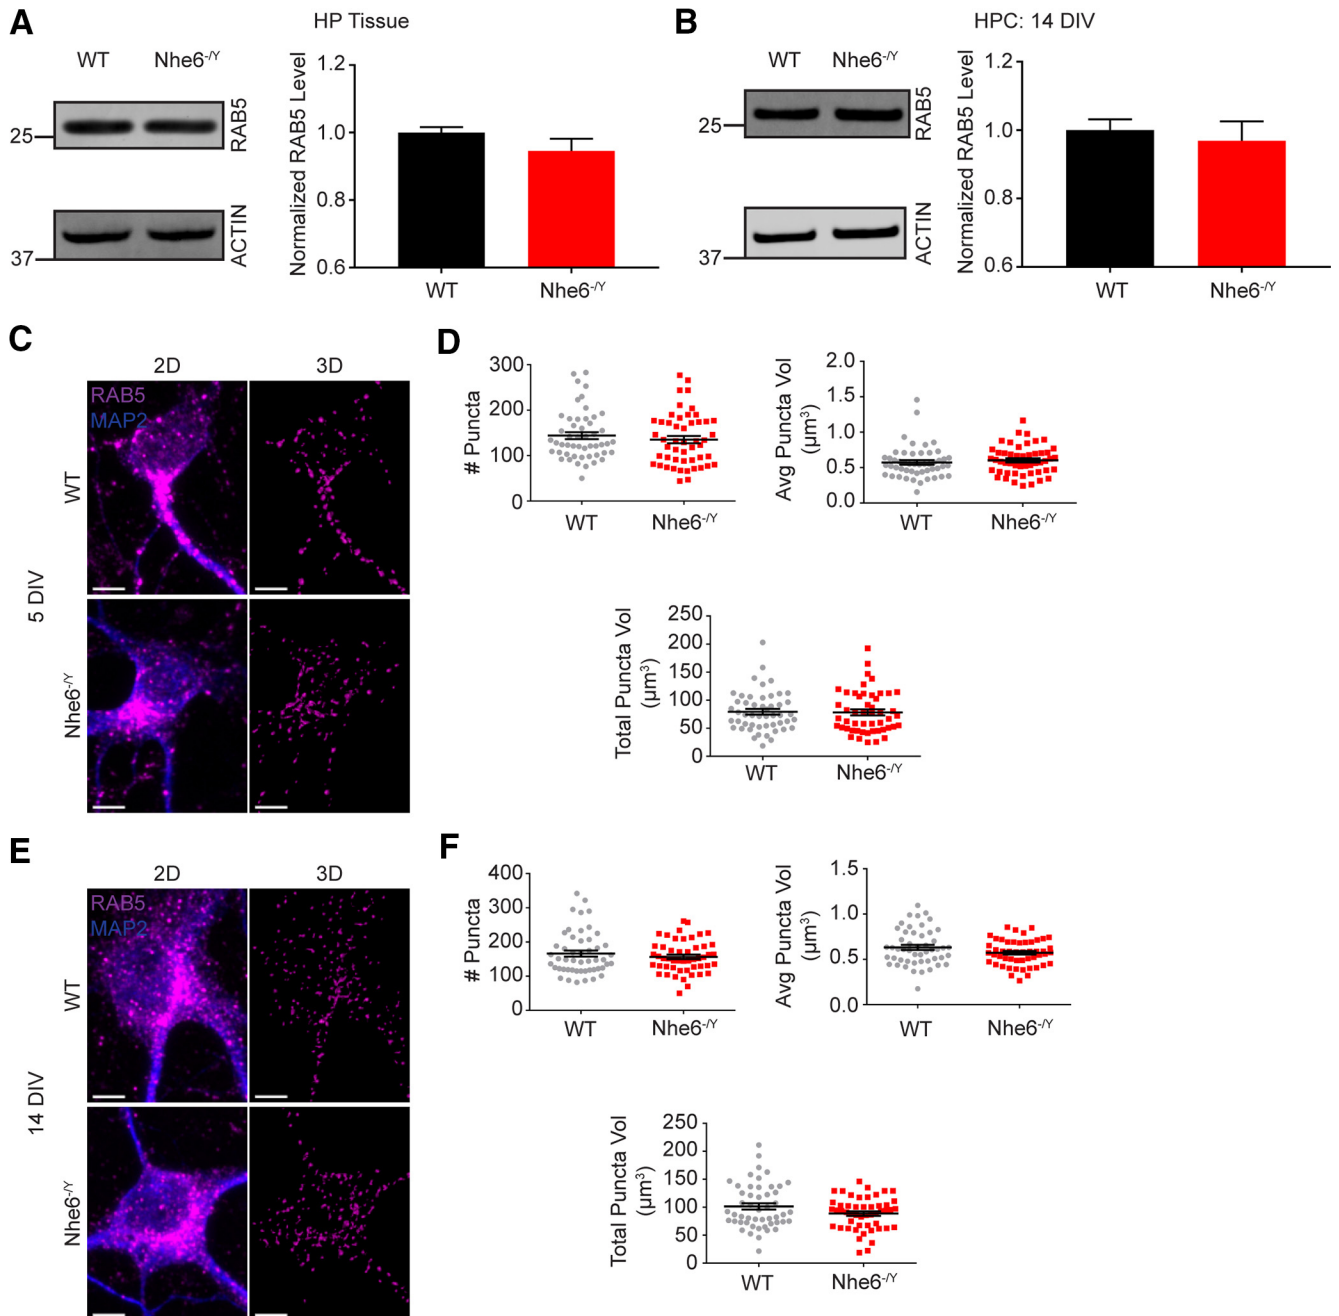 A
HP Tissue
WT Nhe6-/Y
25
RAB5
37
ACTIN
Normalized RAB5 Level
1.2
1.0
0.8
0.6
WT Nhe6-/Y
B
HPC: 14 DIV
WT Nhe6-/Y
25
RAB5
37
ACTIN
Normalized RAB5 Level
1.2
1.0
0.8
0.6
WT Nhe6-/Y
C
2D 3D
RAB5
MAP2
WT
5 DIV
Nhe6-/Y
D
# Puncta
300
200
100
0
WT Nhe6-/Y
Avg Puncta Vol
(µm3)
2.0
1.5
1.0
0.5
0.0
WT Nhe6-/Y
Total Puncta Vol
(µm3)
250
200
150
100
50
0
WT Nhe6-/Y
E
2D 3D
RAB5
MAP2
WT
14 DIV
Nhe6-/Y
F
# Puncta
400
300
200
100
0
WT Nhe6-/Y
Avg Puncta Vol
(µm3)
1.5
1.0
0.5
0.0
WT Nhe6-/Y
Total Puncta Vol
(µm3)
250
200
150
100
50
0
WT Nhe6-/Y